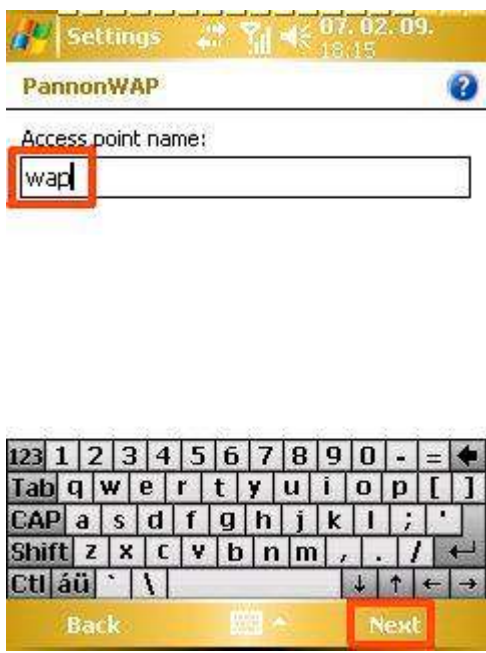 Settings 07. 02. 09.
18:15
PannonWAP
Access point name:
wap
123 1 2 3 4 5 6 7 8 9 0 - =
Tab q w e r t y u i o p [ ]
CAP a s d f g h j k l ; '
Shift z x c v b n m , . /
Ctl áü ` \
Back Next